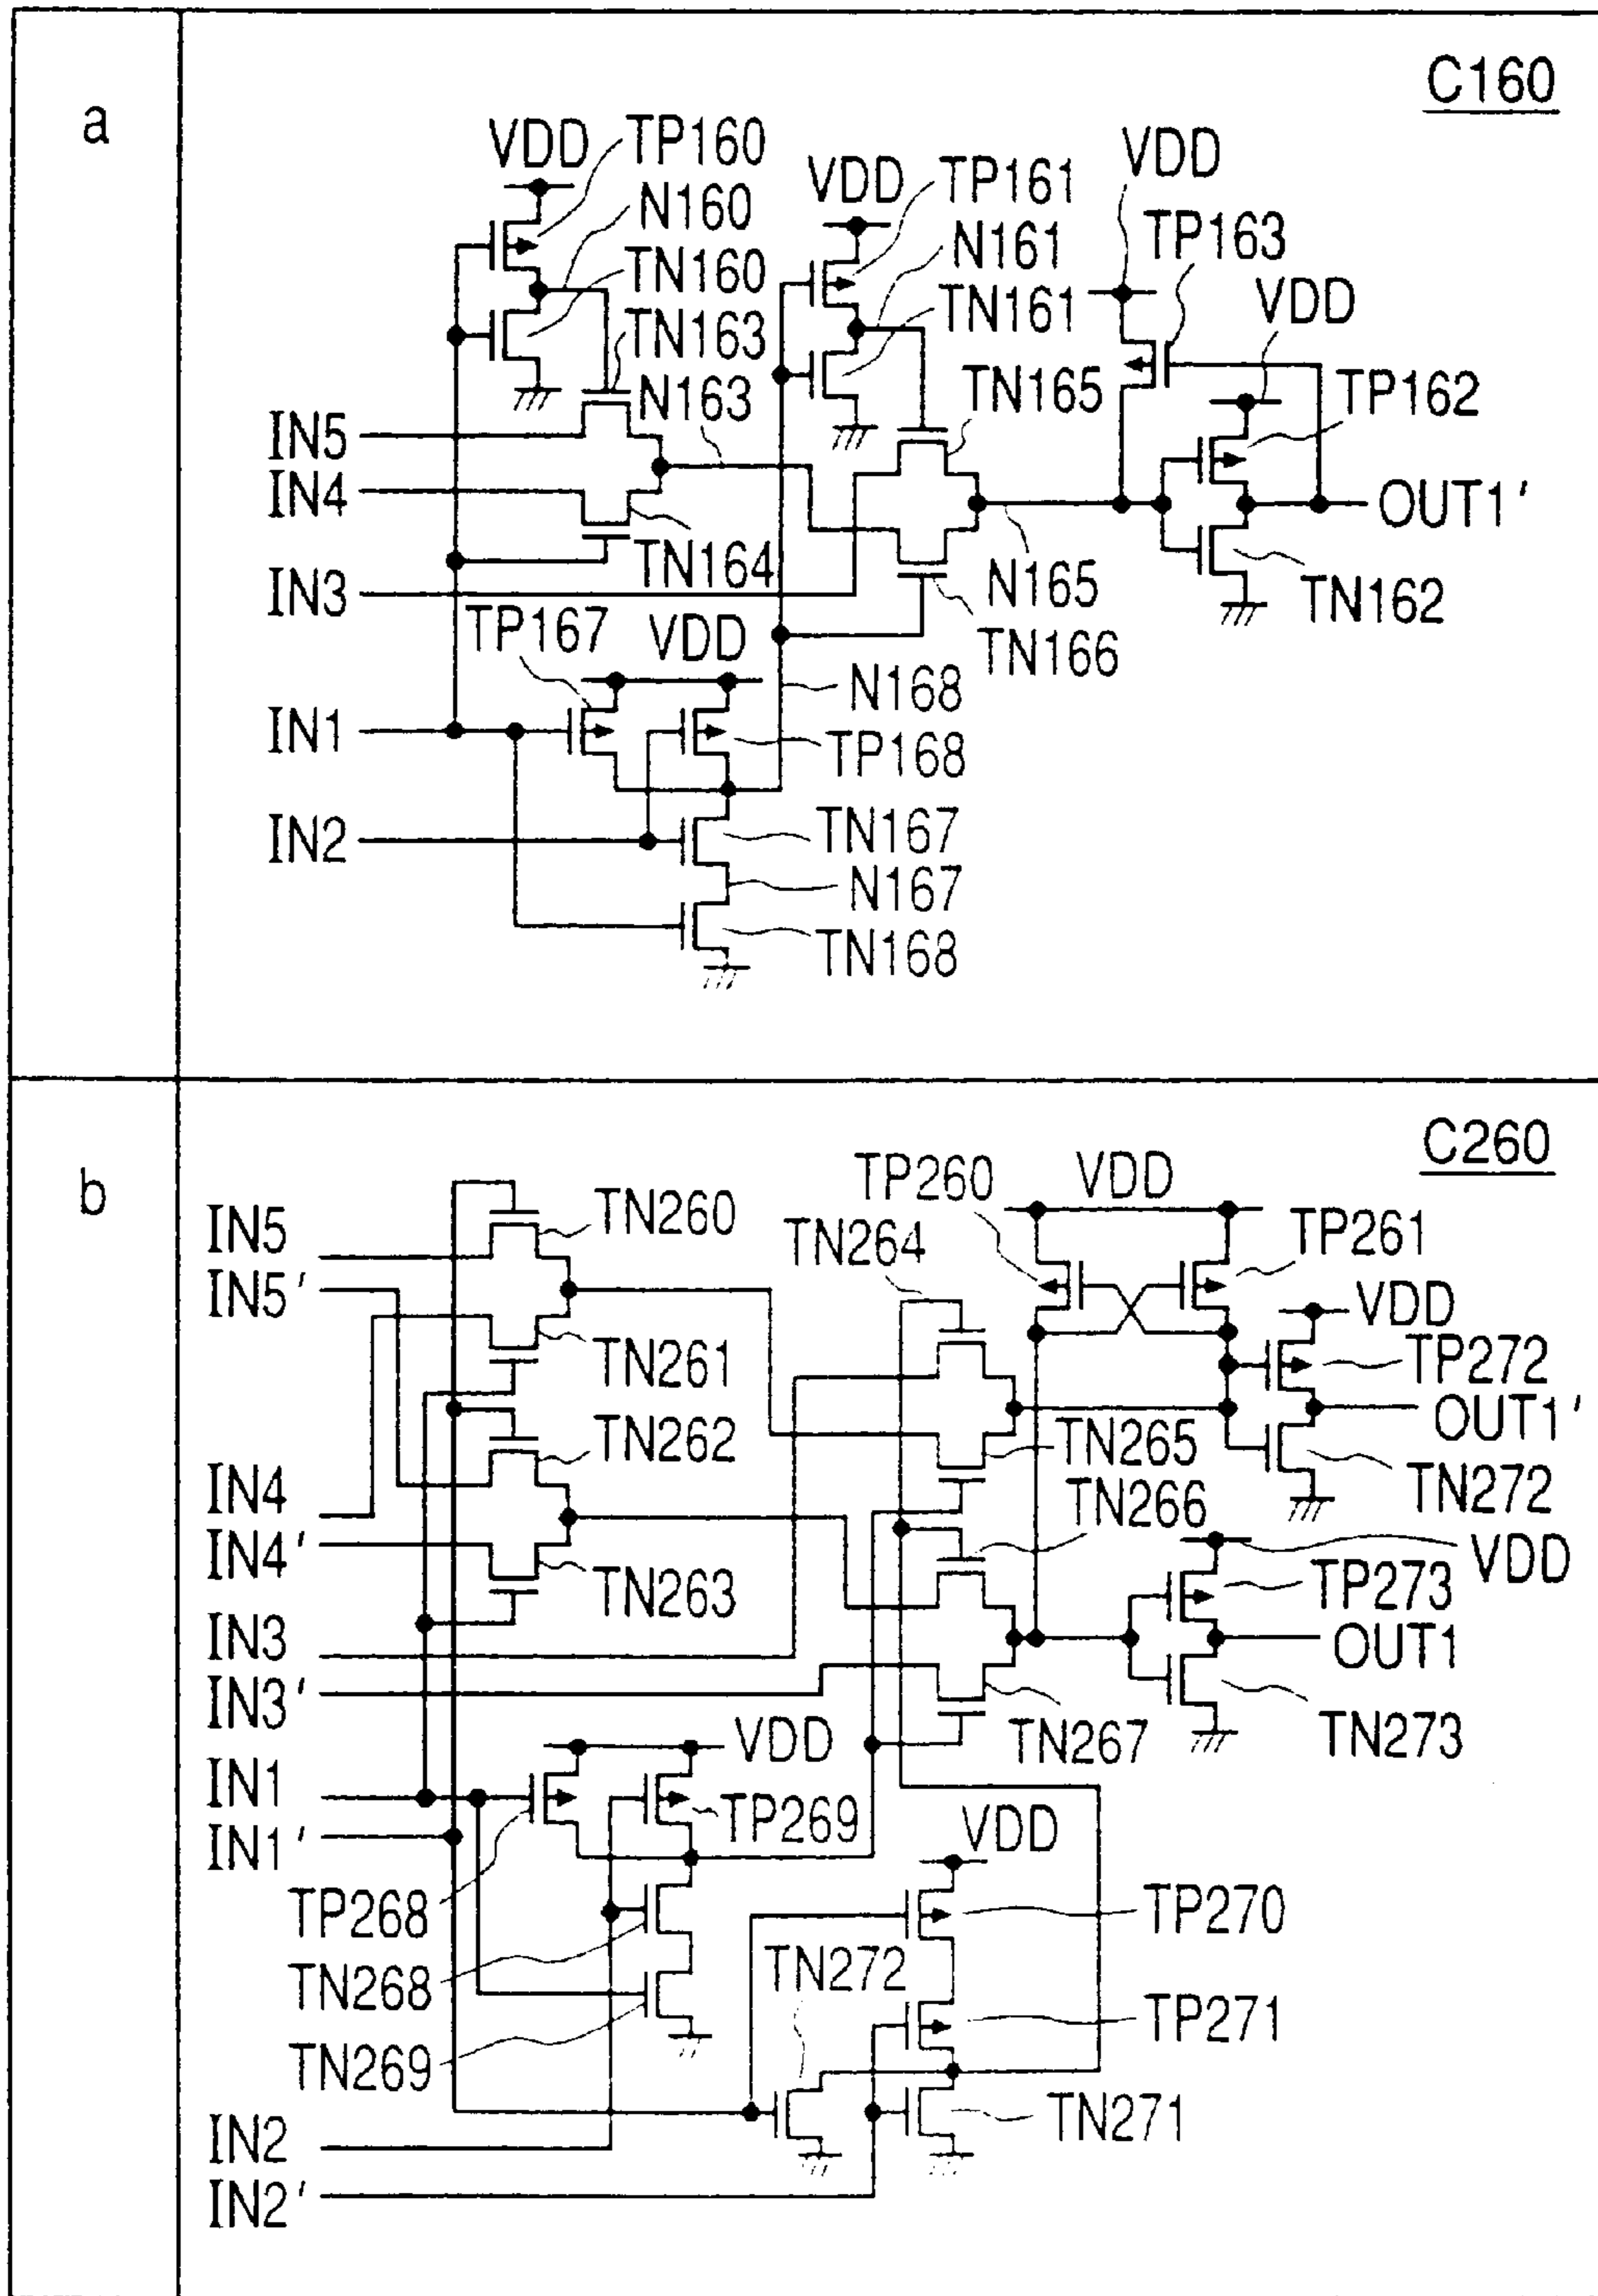 a
C160
VDD
TP160
N160
TN160
TN163
N163
VDD
TP161
N161
TN161
TN165
VDD
TP163
VDD
TP162
IN5
IN4
IN3
TN164
OUT1'
N165
TN162
TN166
TP167
VDD
N168
IN1
TP168
IN2
TN167
N167
TN168
b
C260
IN5
IN5'
TN260
TP260
VDD
TN264
TP261
VDD
TN261
TP272
OUT1'
TN262
TN265
TN266
TN272
IN4
IN4'
VDD
TN263
TP273
IN3
IN3'
OUT1
TN267
TN273
IN1
IN1'
VDD
TP269
VDD
TP268
TP270
TN268
TN272
TP271
TN269
TN271
IN2
IN2'